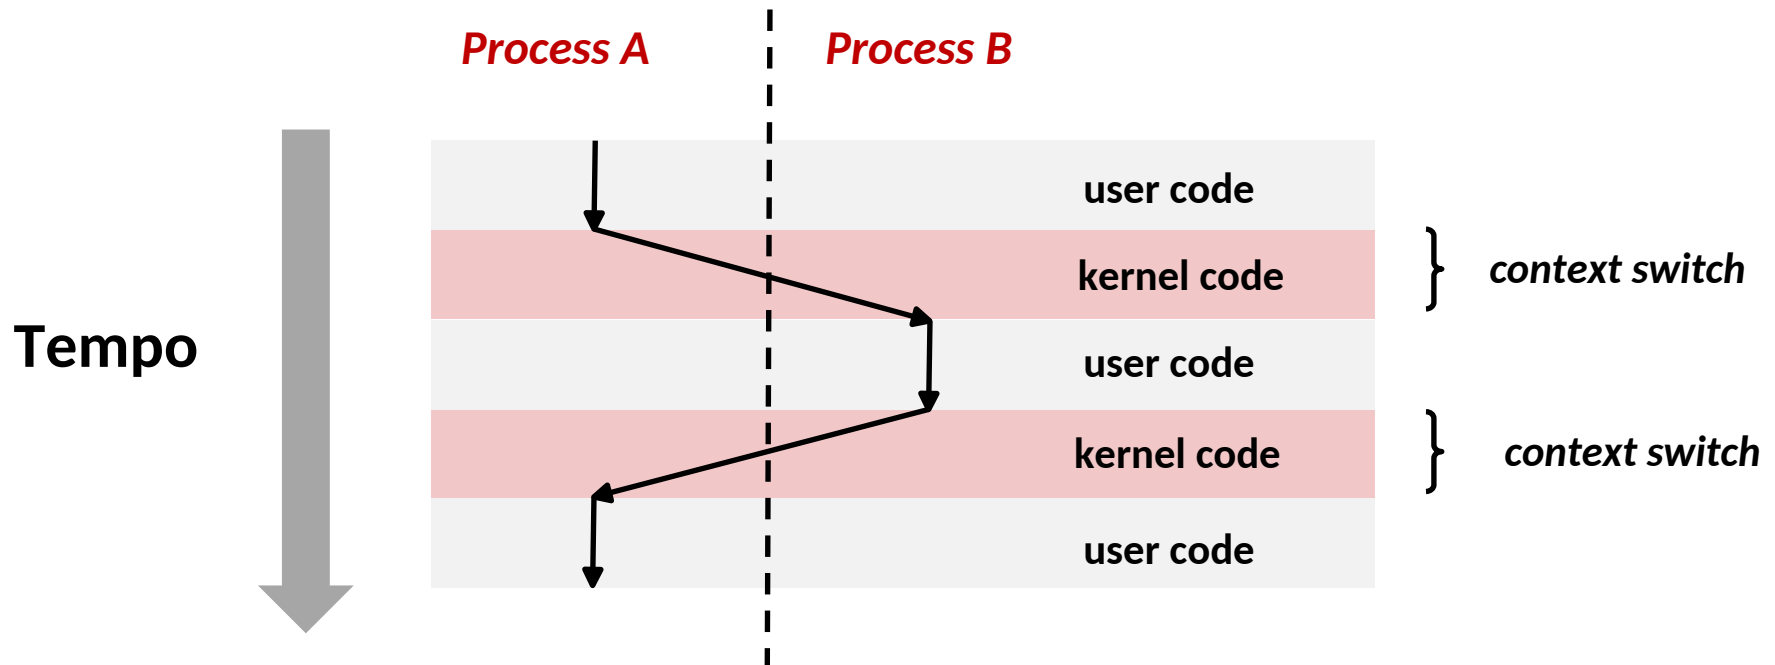 Process A
Process B
user code
kernel code
context switch
Tempo
user code
kernel code
context switch
user code